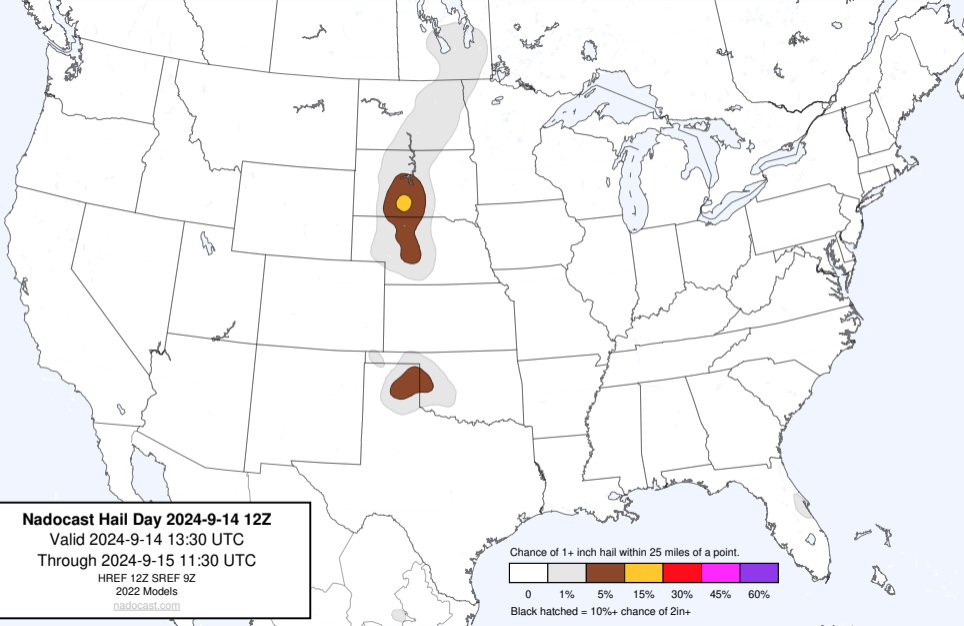 Nadocast Hail Day 2024-9-14 12Z
Valid 2024-9-14 13:30 UTC
Through 2024-9-15 11:30 UTC
HREF 12Z SREF 9Z
2022 Models
nadocast.com
Chance of 1+ inch hail within 25 miles of a point.
0 1% 5% 15% 30% 45% 60%
Black hatched = 10%+ chance of 2in+